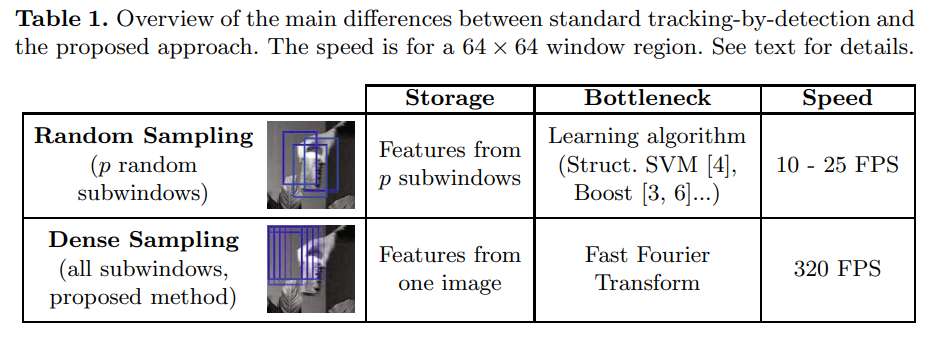 Table 1. Overview of the main differences between standard tracking-by-detection and
the proposed approach. The speed is for a 64 × 64 window region. See text for details.
Storage Bottleneck Speed
Random Sampling
(p random
subwindows)
Features from
p subwindows
Learning algorithm
(Struct. SVM [4],
Boost [3, 6]...)
10 - 25 FPS
Dense Sampling
(all subwindows,
proposed method)
Features from
one image
Fast Fourier
Transform
320 FPS